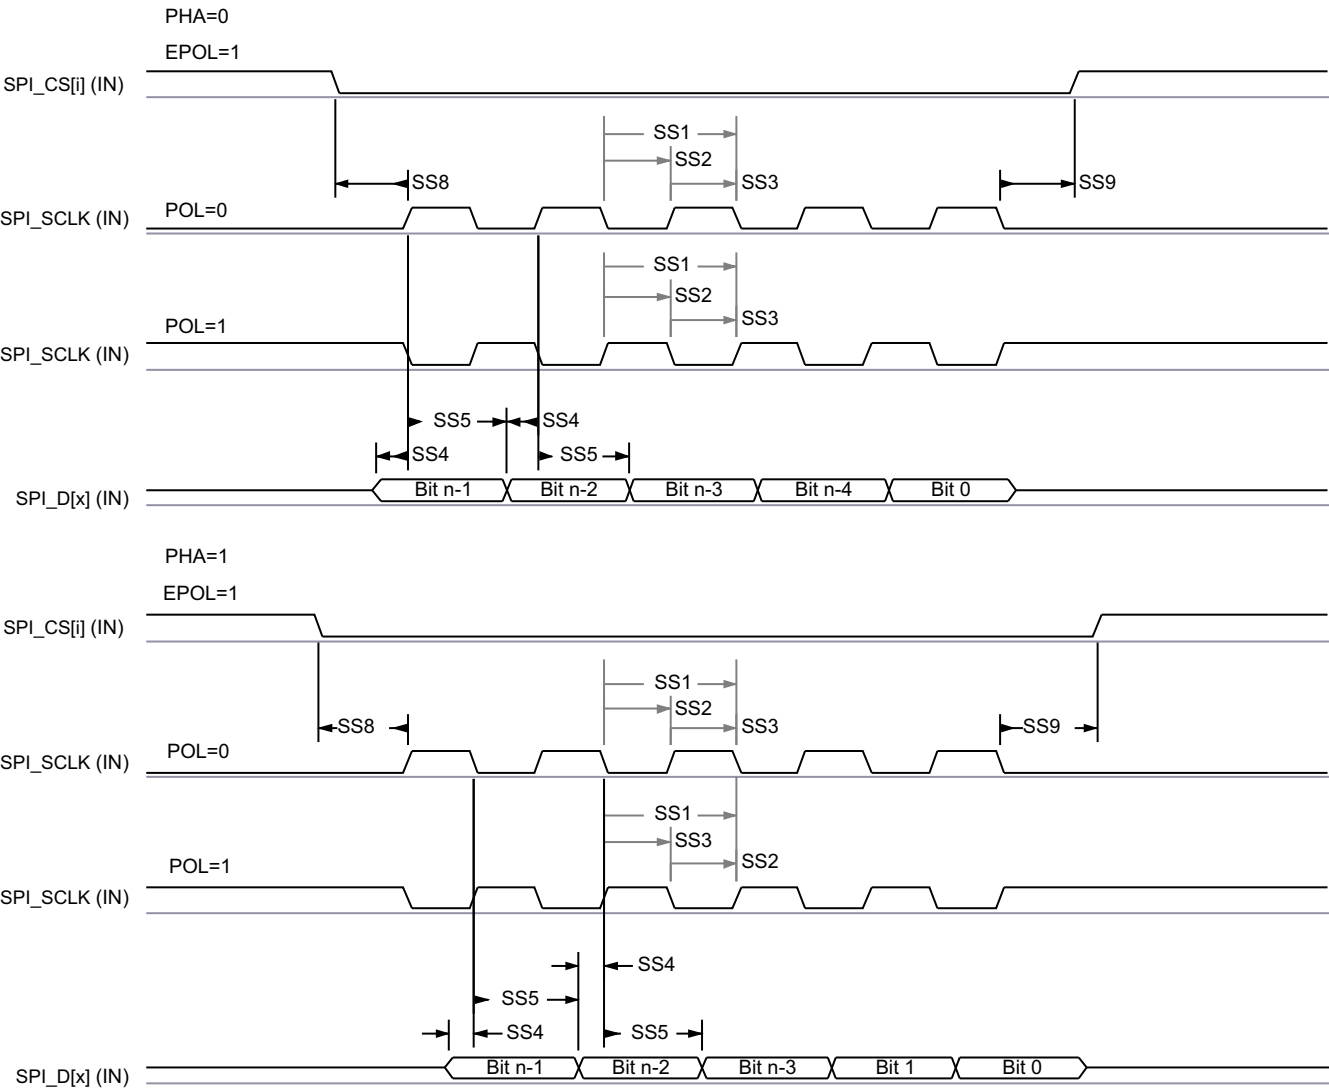 PHA=0
EPOL=1
SPI_CS[i] (IN)
SS1
SS2
SS8 SS3 SS9
POL=0
SPI_SCLK (IN)
SS1
SS2
SS3
POL=1
SPI_SCLK (IN)
SS5 SS4
SS4 SS5
Bit n-1 Bit n-2 Bit n-3 Bit n-4 Bit 0
SPI_D[x] (IN)
PHA=1
EPOL=1
SPI_CS[i] (IN)
SS1
SS2
SS8 SS3 SS9
POL=0
SPI_SCLK (IN)
SS1
SS3
SS2
POL=1
SPI_SCLK (IN)
SS4
SS5
SS4 SS5
Bit n-1 Bit n-2 Bit n-3 Bit 1 Bit 0
SPI_D[x] (IN)